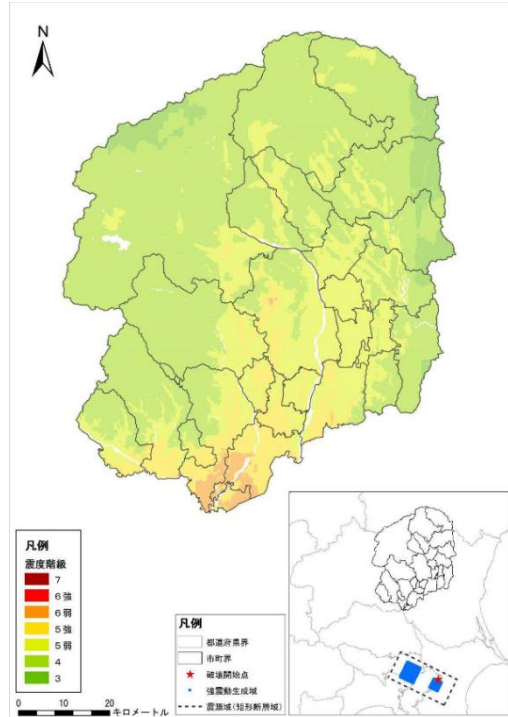 N
凡例
震度階級
7
6強
6弱
5強
5弱
4
3
0 5 10 20
キロメートル
凡例
都道府県界
市町界
破壊開始点
強震動生成域
震源域(矩形断層域)